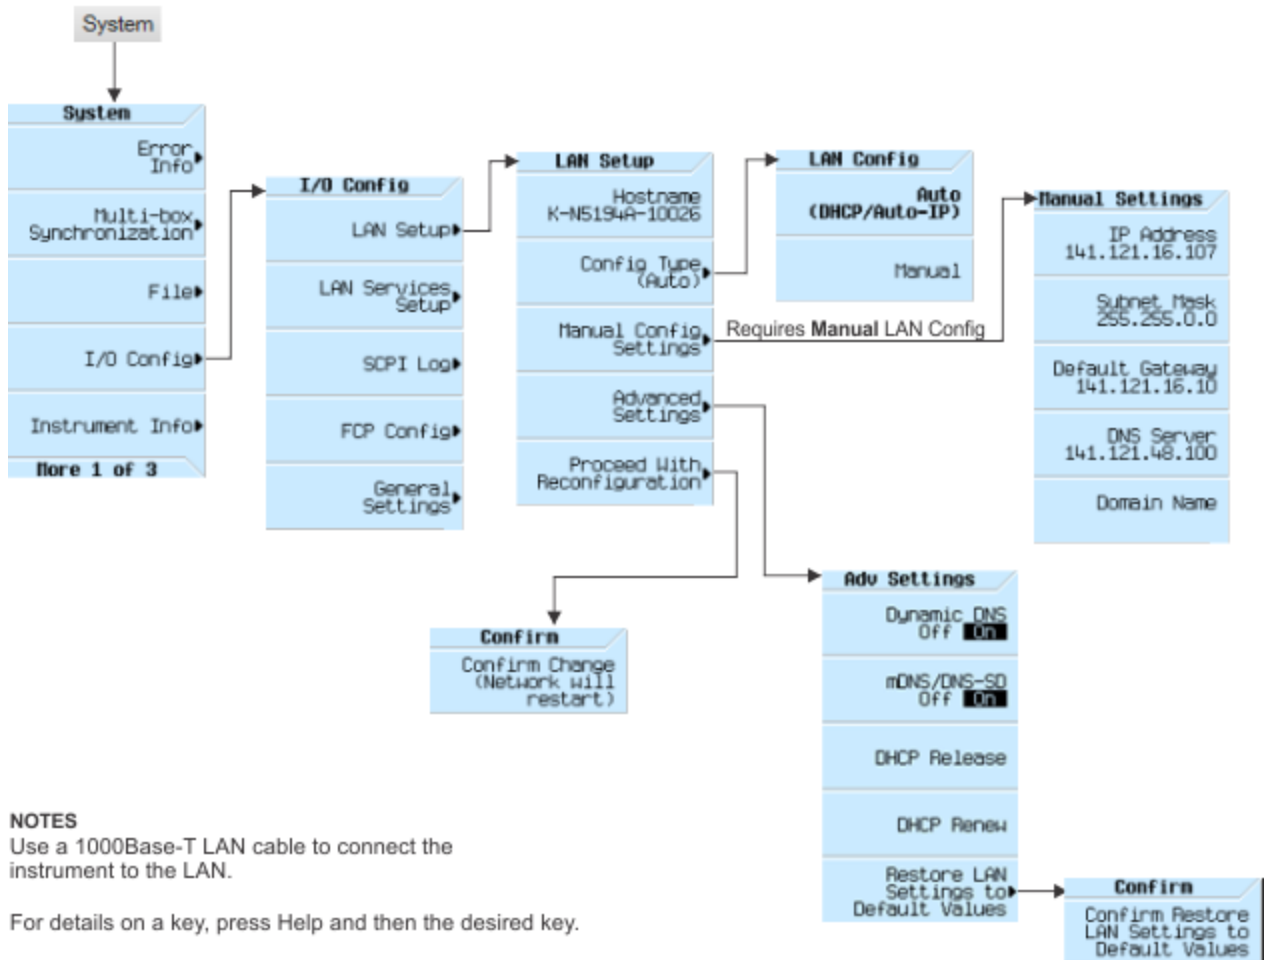 System
System
Error
Info
Multi-box
Synchronization
File
I/O Config
Instrument Info
More 1 of 3
I/O Config
LAN Setup
LAN Services
Setup
SCPI Log
FCP Config
General
Settings
LAN Setup
Hostname
K-N5194A-10026
Config Type
(Auto)
Manual Config
Settings
Advanced
Settings
Proceed With
Reconfiguration
LAN Config
Auto
(DHCP/Auto-IP)
Manual
Requires Manual LAN Config
Manual Settings
IP Address
141.121.16.107
Subnet Mask
255.255.0.0
Default Gateway
141.121.16.10
DNS Server
141.121.48.100
Domain Name
Confirm
Confirm Change
(Network will
restart)
Adv Settings
Dynamic DNS
Off On
mDNS/DNS-SD
Off On
DHCP Release
DHCP Renew
Restore LAN
Settings to
Default Values
Confirm
Confirm Restore
LAN Settings to
Default Values
NOTES
Use a 1000Base-T LAN cable to connect the
instrument to the LAN.
For details on a key, press Help and then the desired key.